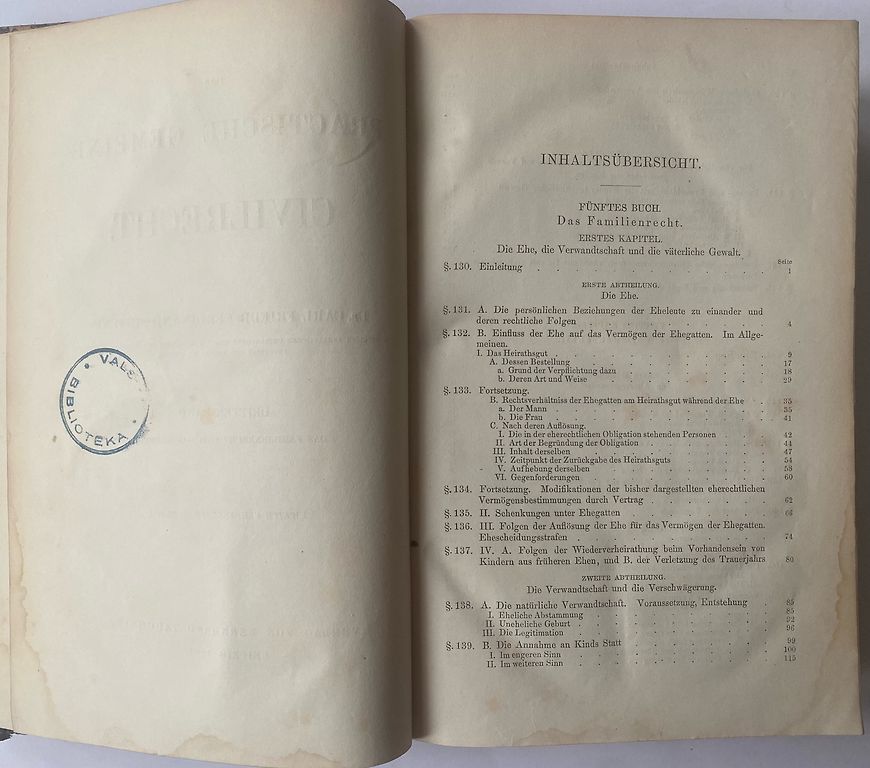 VALS
BIBLIOTEKA
INHALTSÜBERSICHT.
FÜNFTES BUCH.
Das Familienrecht.
ERSTES KAPITEL.
Die Ehe, die Verwandtschaft und die väterliche Gewalt.
Seite
§. 130. Einleitung . . . . . . . . . . . 1
ERSTE ABTHEILUNG.
Die Ehe.
§. 131. A. Die persönlichen Beziehungen der Eheleute zu einander und
deren rechtliche Folgen . . . . . . . . . 4
§. 132. B. Einfluss der Ehe auf das Vermögen der Ehegatten. Im Allge-
meinen.
I. Das Heirathsgut . . . . . . . . . . 9
A. Dessen Bestellung . . . . . . . . . 17
a. Grund der Verpflichtung dazu . . . . . . . 18
b. Deren Art und Weise . . . . . . . . 29
§. 133. Fortsetzung.
B. Rechtsverhältniss der Ehegatten am Heirathsgut während der Ehe . 35
a. Der Mann . . . . . . . . . . 35
b. Die Frau . . . . . . . . . . 41
C. Nach deren Auflösung.
I. Die in der eherechtlichen Obligation stehenden Personen . . 42
II. Art der Begründung der Obligation . . . . . . 44
III. Inhalt derselben . . . . . . . . . 47
IV. Zeitpunkt der Zurückgabe des Heirathsguts . . . . 54
V. Aufhebung derselben . . . . . . . . 58
VI. Gegenforderungen . . . . . . . . 60
§. 134. Fortsetzung. Modifikationen der bisher dargestellten eherechtlichen
Vermögensbestimmungen durch Vertrag . . . . . . 62
§. 135. II. Schenkungen unter Ehegatten . . . . . . . 66
§. 136. III. Folgen der Auflösung der Ehe für das Vermögen der Ehegatten.
Ehescheidungsstrafen . . . . . . . . . 74
§. 137. IV. A. Folgen der Wiederverheirathung beim Vorhandensein von
Kindern aus früheren Ehen, und B. der Verletzung des Trauerjahrs 80
ZWEITE ABTHEILUNG.
Die Verwandtschaft und die Verschwägerung.
§. 138. A. Die natürliche Verwandtschaft. Voraussetzung, Entstehung . 85
I. Eheliche Abstammung . . . . . . . . 85
II. Uneheliche Geburt . . . . . . . . . 92
III. Die Legitimation . . . . . . . . . 96
§. 139. B. Die Annahme an Kinds Statt . . . . . . . 99
I. Im engeren Sinn . . . . . . . . . 100
II. Im weiteren Sinn . . . . . . . . . 115